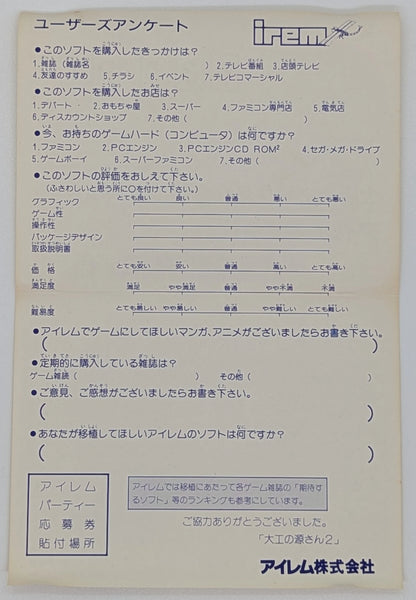 ユーザーズアンケート
irem
●このソフトを購入したきっかけは?
1.雑誌(雑誌名　　　　　　　　) 2.テレビ番組 3.店頭テレビ
4.友達のすすめ 5.チラシ 6.イベント 7.テレビコマーシャル
●このソフトを購入したお店は?
1.デパート 2.おもちゃ屋 3.スーパー 4.ファミコン専門店 5.電気店
6.ディスカウントショップ 7.その他(　　　　　　　　)
●今、お持ちのゲームハード(コンピュータ)は何ですか?
1.ファミコン 2.PCエンジン 3.PCエンジンCD ROM² 4.セガ・メガ・ドライブ
5.ゲームボーイ 6.スーパーファミコン 7.その他(　　　　　　　　)
●このソフトの評価をおしえて下さい。
(ふさわしいと思う所に○を付けて下さい。)
とても良い 良い 普通 悪い とても悪い
グラフィック
ゲーム性
操作性
パッケージデザイン
取扱説明書
とても安い 安い 普通 高い とても高い
価格
満足 やや満足 普通 やや不満 不満
満足度
とても易しい やや易しい 普通 やや難しい とても難しい
難易度
●アイレムでゲームにしてほしいマンガ、アニメがございましたらお書き下さい。
(　　　　　　　　)
●定期的に購入している雑誌は?
ゲーム雑誌(　　　　　　　　) その他(　　　　　　　　)
●ご意見、ご感想がございましたらお書き下さい。
(　　　　　　　　)
●あなたが移植してほしいアイレムのソフトは何ですか?
(　　　　　　　　)
アイレム
パーティー
応募券
貼付場所
アイレムでは移植にあたって各ゲーム雑誌の「期待す
るソフト」等のランキングも参考にしています。
ご協力ありがとうございました。
「大工の源さん2」
アイレム株式会社